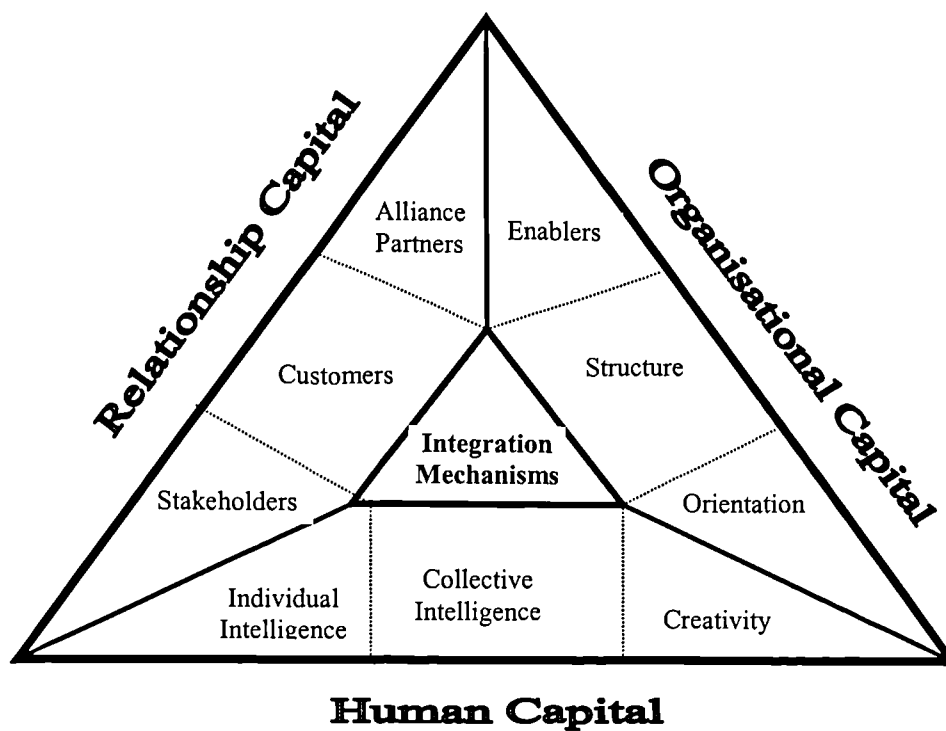 Relationship Capital
Organisational Capital
Alliance
Partners
Enablers
Customers
Structure
Integration
Mechanisms
Stakeholders
Orientation
Individual
Intelligence
Collective
Intelligence
Creativity
Human Capital